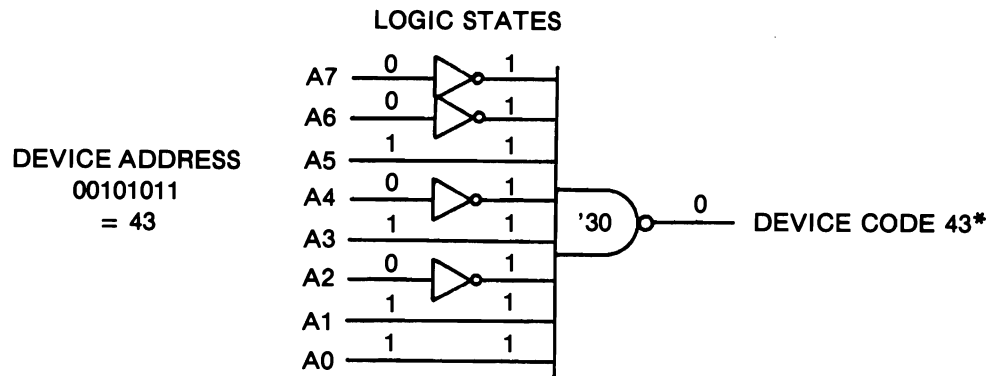 LOGIC STATES
A7 0 1
A6 0 1
A5 1 1
DEVICE ADDRESS
00101011
= 43
A4 0 1
A3 1 1
'30 0 DEVICE CODE 43*
A2 0 1
A1 1 1
A0 1 1